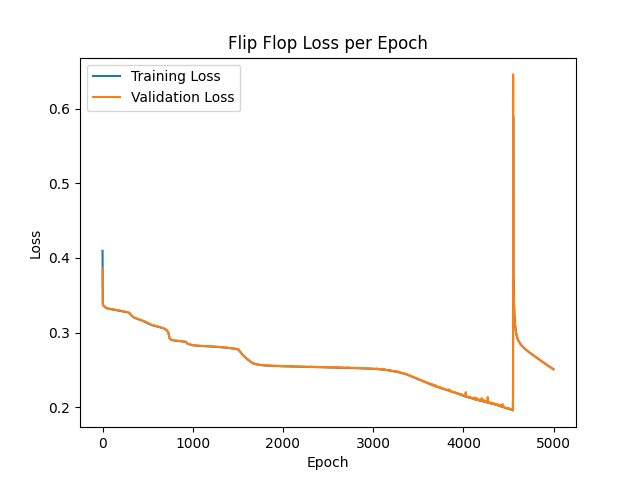 Flip Flop Loss per Epoch
Training Loss
Validation Loss
Loss
0.6
0.5
0.4
0.3
0.2
0 1000 2000 3000 4000 5000
Epoch